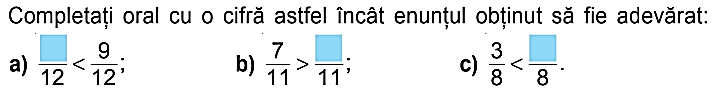 Completați oral cu o cifră astfel încât enunțul obținut să fie adevărat:
a) □/12 < 9/12; b) 7/11 > □/11; c) 3/8 < □/8.